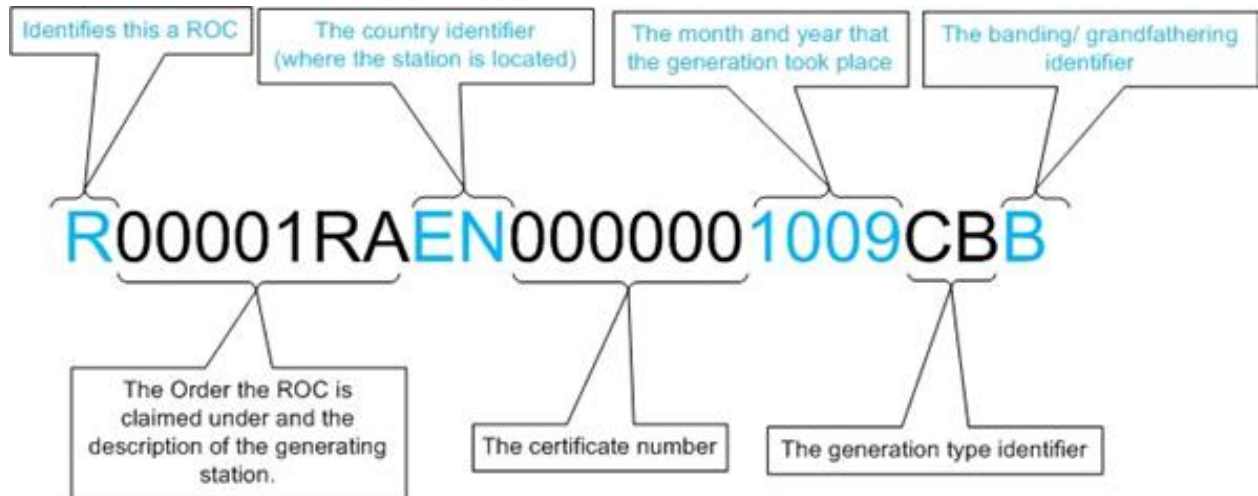 Identifies this a ROC
The country identifier
(where the station is located)
The month and year that
the generation took place
The banding/ grandfathering
identifier
R00001RAEN0000001009CBB
The Order the ROC is
claimed under and the
description of the generating
station.
The certificate number
The generation type identifier